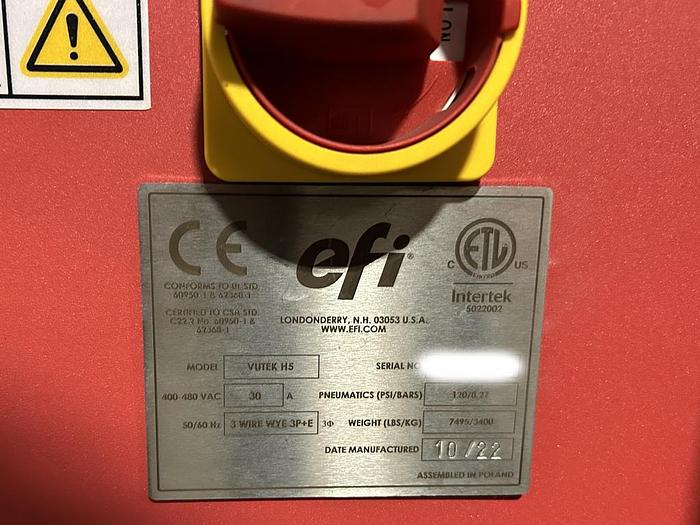 CE
CONFORMS TO UL STD
60950-1 & 62368-1
CERTIFIED TO CSA STD.
C22.2 No. 60950-1 &
62368-1
efi®
LONDONDERRY, N.H. 03053 U.S.A.
WWW.EFI.COM
C ETL US
LISTED
Intertek
5022002
MODEL VUTEK H5
SERIAL NO
400-480 VAC 30 A
PNEUMATICS (PSI/BARS) 120/8.27
50/60 Hz 3 WIRE WYE 3P+E 3Φ
WEIGHT (LBS/KG) 7495/3400
DATE MANUFACTURED 10/22
ASSEMBLED IN POLAND